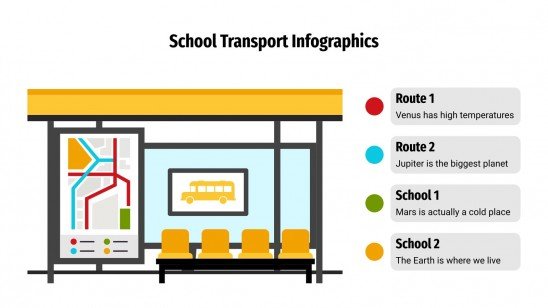 School Transport Infographics
Route 1
Venus has high temperatures
Route 2
Jupiter is the biggest planet
School 1
Mars is actually a cold place
School 2
The Earth is where we live